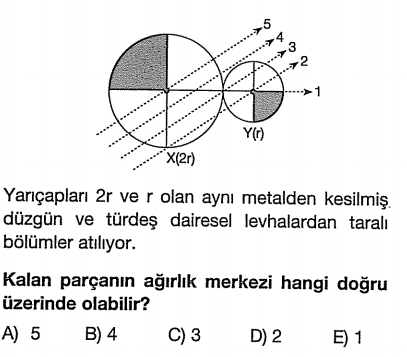 5
4
3
2
1
Y(r)
X(2r)
Yarıçapları 2r ve r olan aynı metalden kesilmiş
düzgün ve türdeş dairesel levhalardan taralı
bölümler atılıyor.
Kalan parçanın ağırlık merkezi hangi doğru
üzerinde olabilir?
A) 5 B) 4 C) 3 D) 2 E) 1